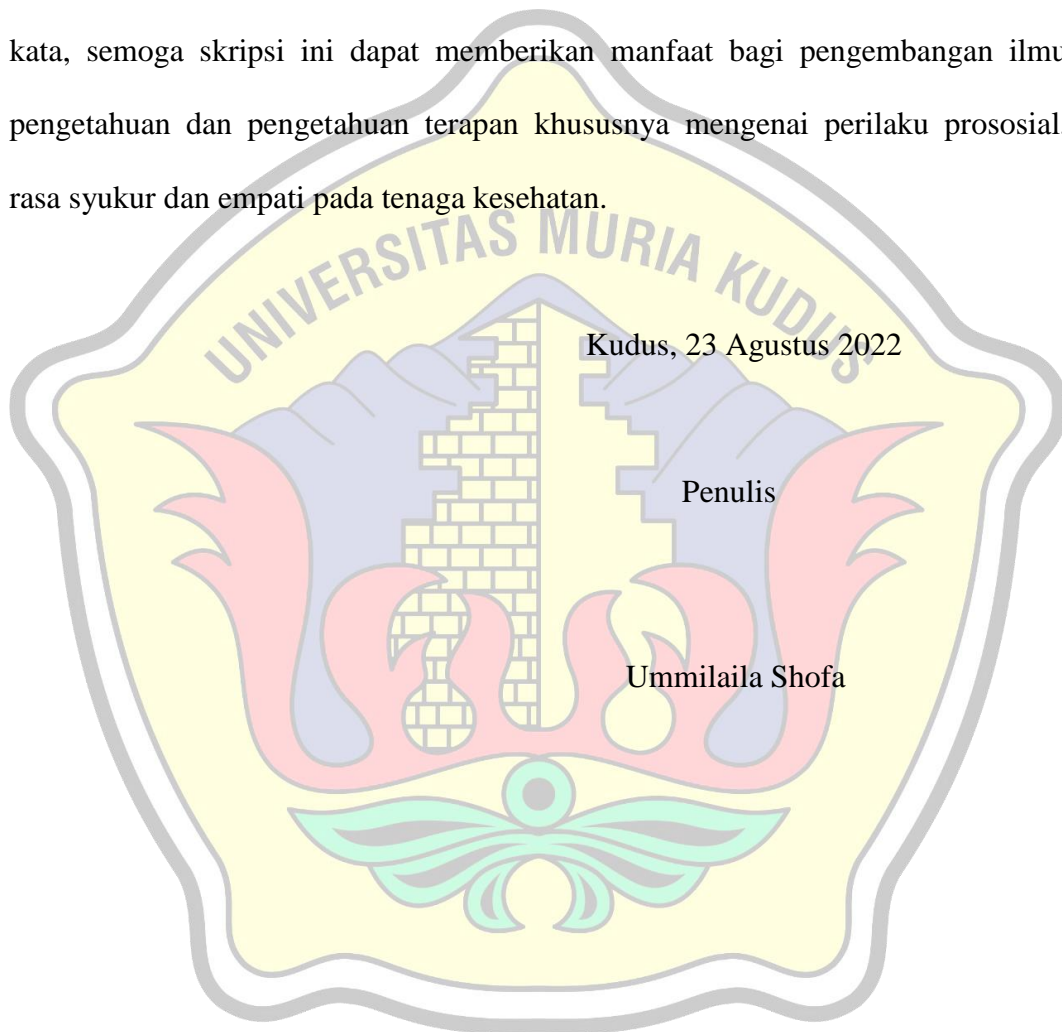 kata, semoga skripsi ini dapat memberikan manfaat bagi pengembangan ilmu
pengetahuan dan pengetahuan terapan khususnya mengenai perilaku prososial,
rasa syukur dan empati pada tenaga kesehatan.
UNIVERSITAS MURIA KUDUS
Kudus, 23 Agustus 2022
Penulis
Ummilaila Shofa